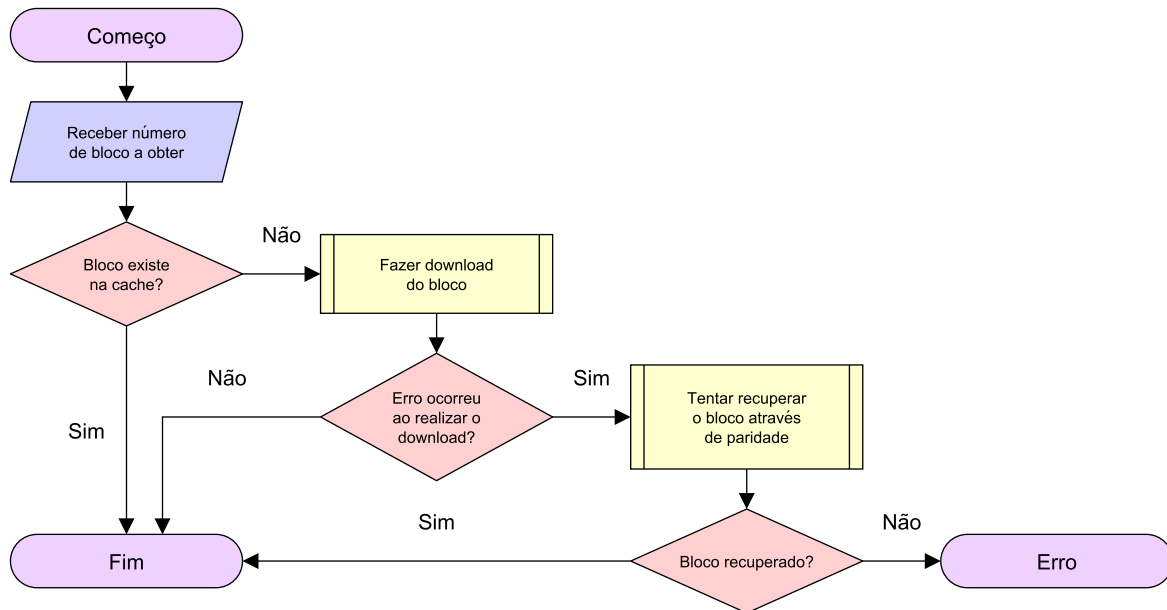 Começo
Receber número
de bloco a obter
Bloco existe
na cache?
Não
Fazer download
do bloco
Sim
Não
Erro ocorreu
ao realizar o
download?
Sim
Tentar recuperar
o bloco através
de paridade
Bloco recuperado?
Sim
Não
Fim
Erro